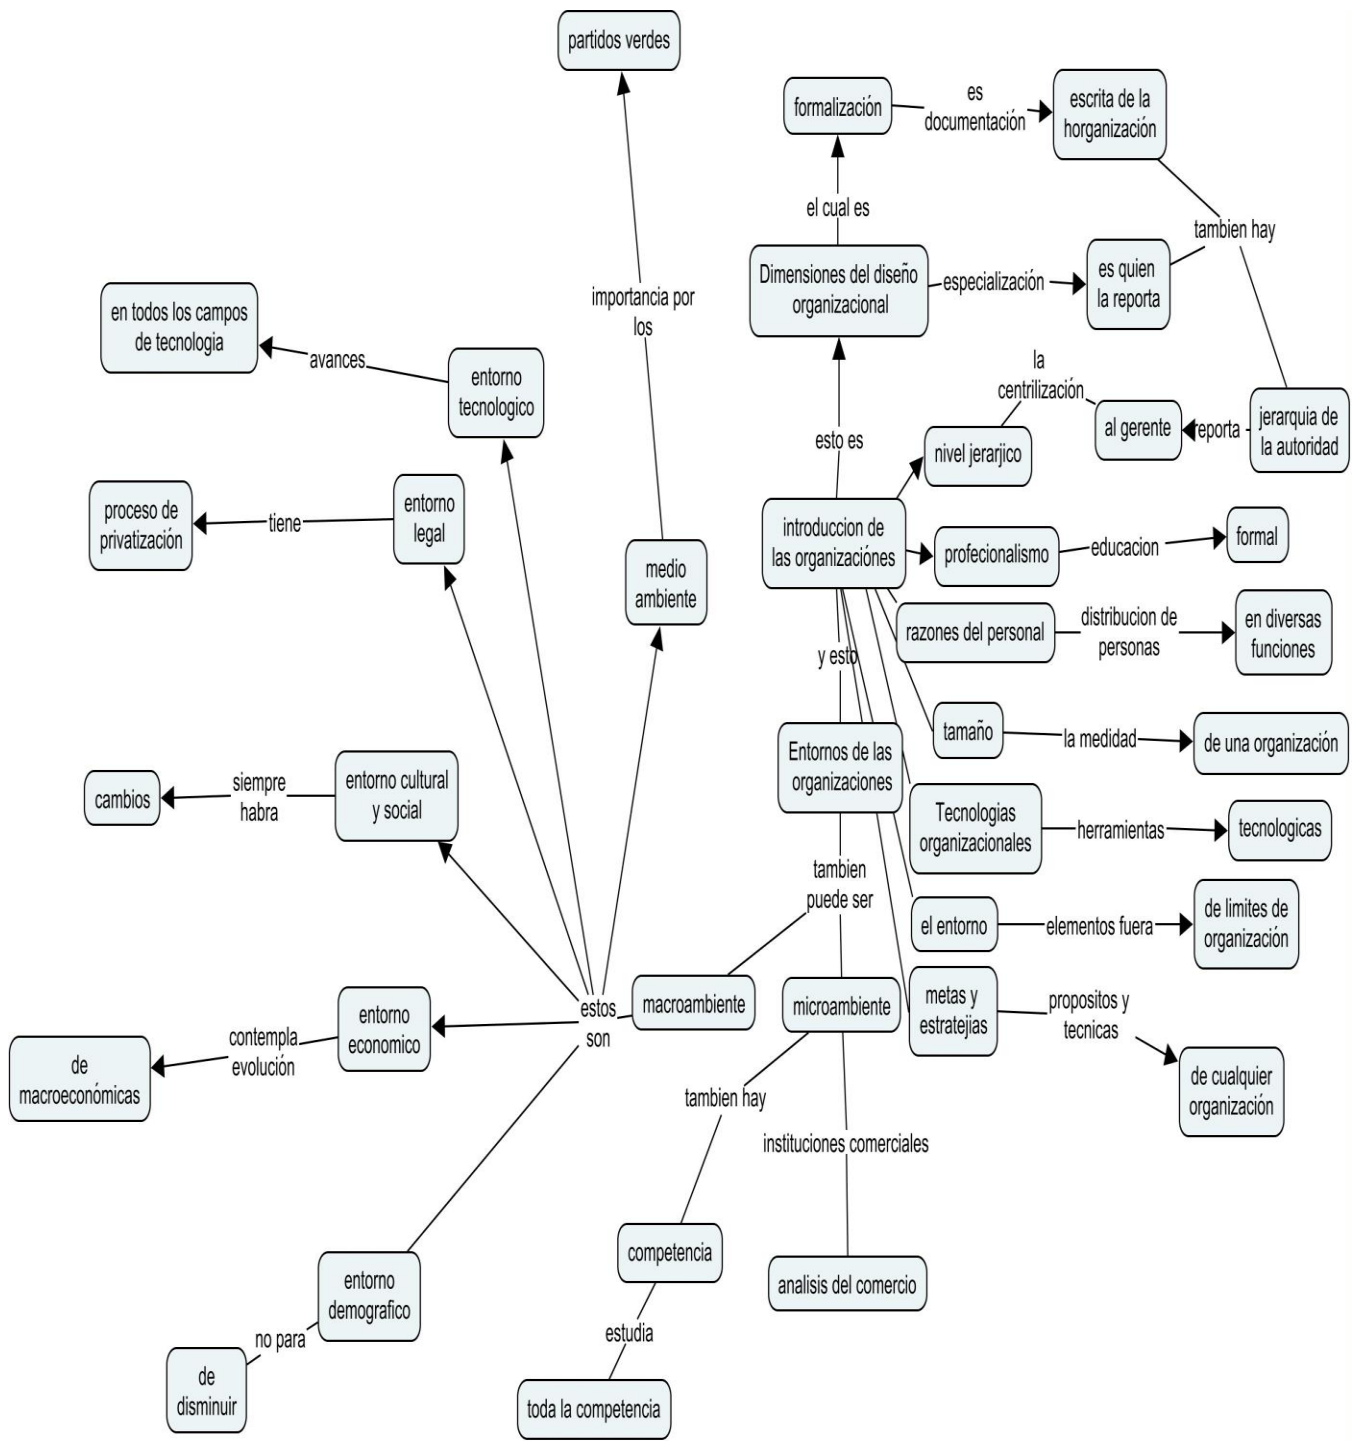 partidos verdes
formalización
es
documentación
escrita de la
horganización
el cual es
tambien hay
Dimensiones del diseño
organizacional
especialización
es quien
la reporta
importancia por
los
en todos los campos
de tecnologia
avances
entorno
tecnologico
esto es
la
centrilización
nivel jerarjico
al gerente
reporta
jerarquia de
la autoridad
proceso de
privatización
tiene
entorno
legal
introduccion de
las organizaciónes
profecionalismo
educacion
formal
medio
ambiente
razones del personal
distribucion de
personas
en diversas
funciones
y esto
tamaño
la medidad
de una organización
Entornos de las
organizaciones
cambios
siempre
habra
entorno cultural
y social
Tecnologias
organizacionales
herramientas
tecnologicas
tambien
puede ser
el entorno
elementos fuera
de limites de
organización
macroambiente
microambiente
metas y
estratejias
propositos y
tecnicas
de cualquier
organización
estos
son
entorno
economico
contempla
evolución
de
macroeconómicas
tambien hay
instituciones comerciales
competencia
analisis del comercio
entorno
demografico
no para
de
disminuir
estudia
toda la competencia